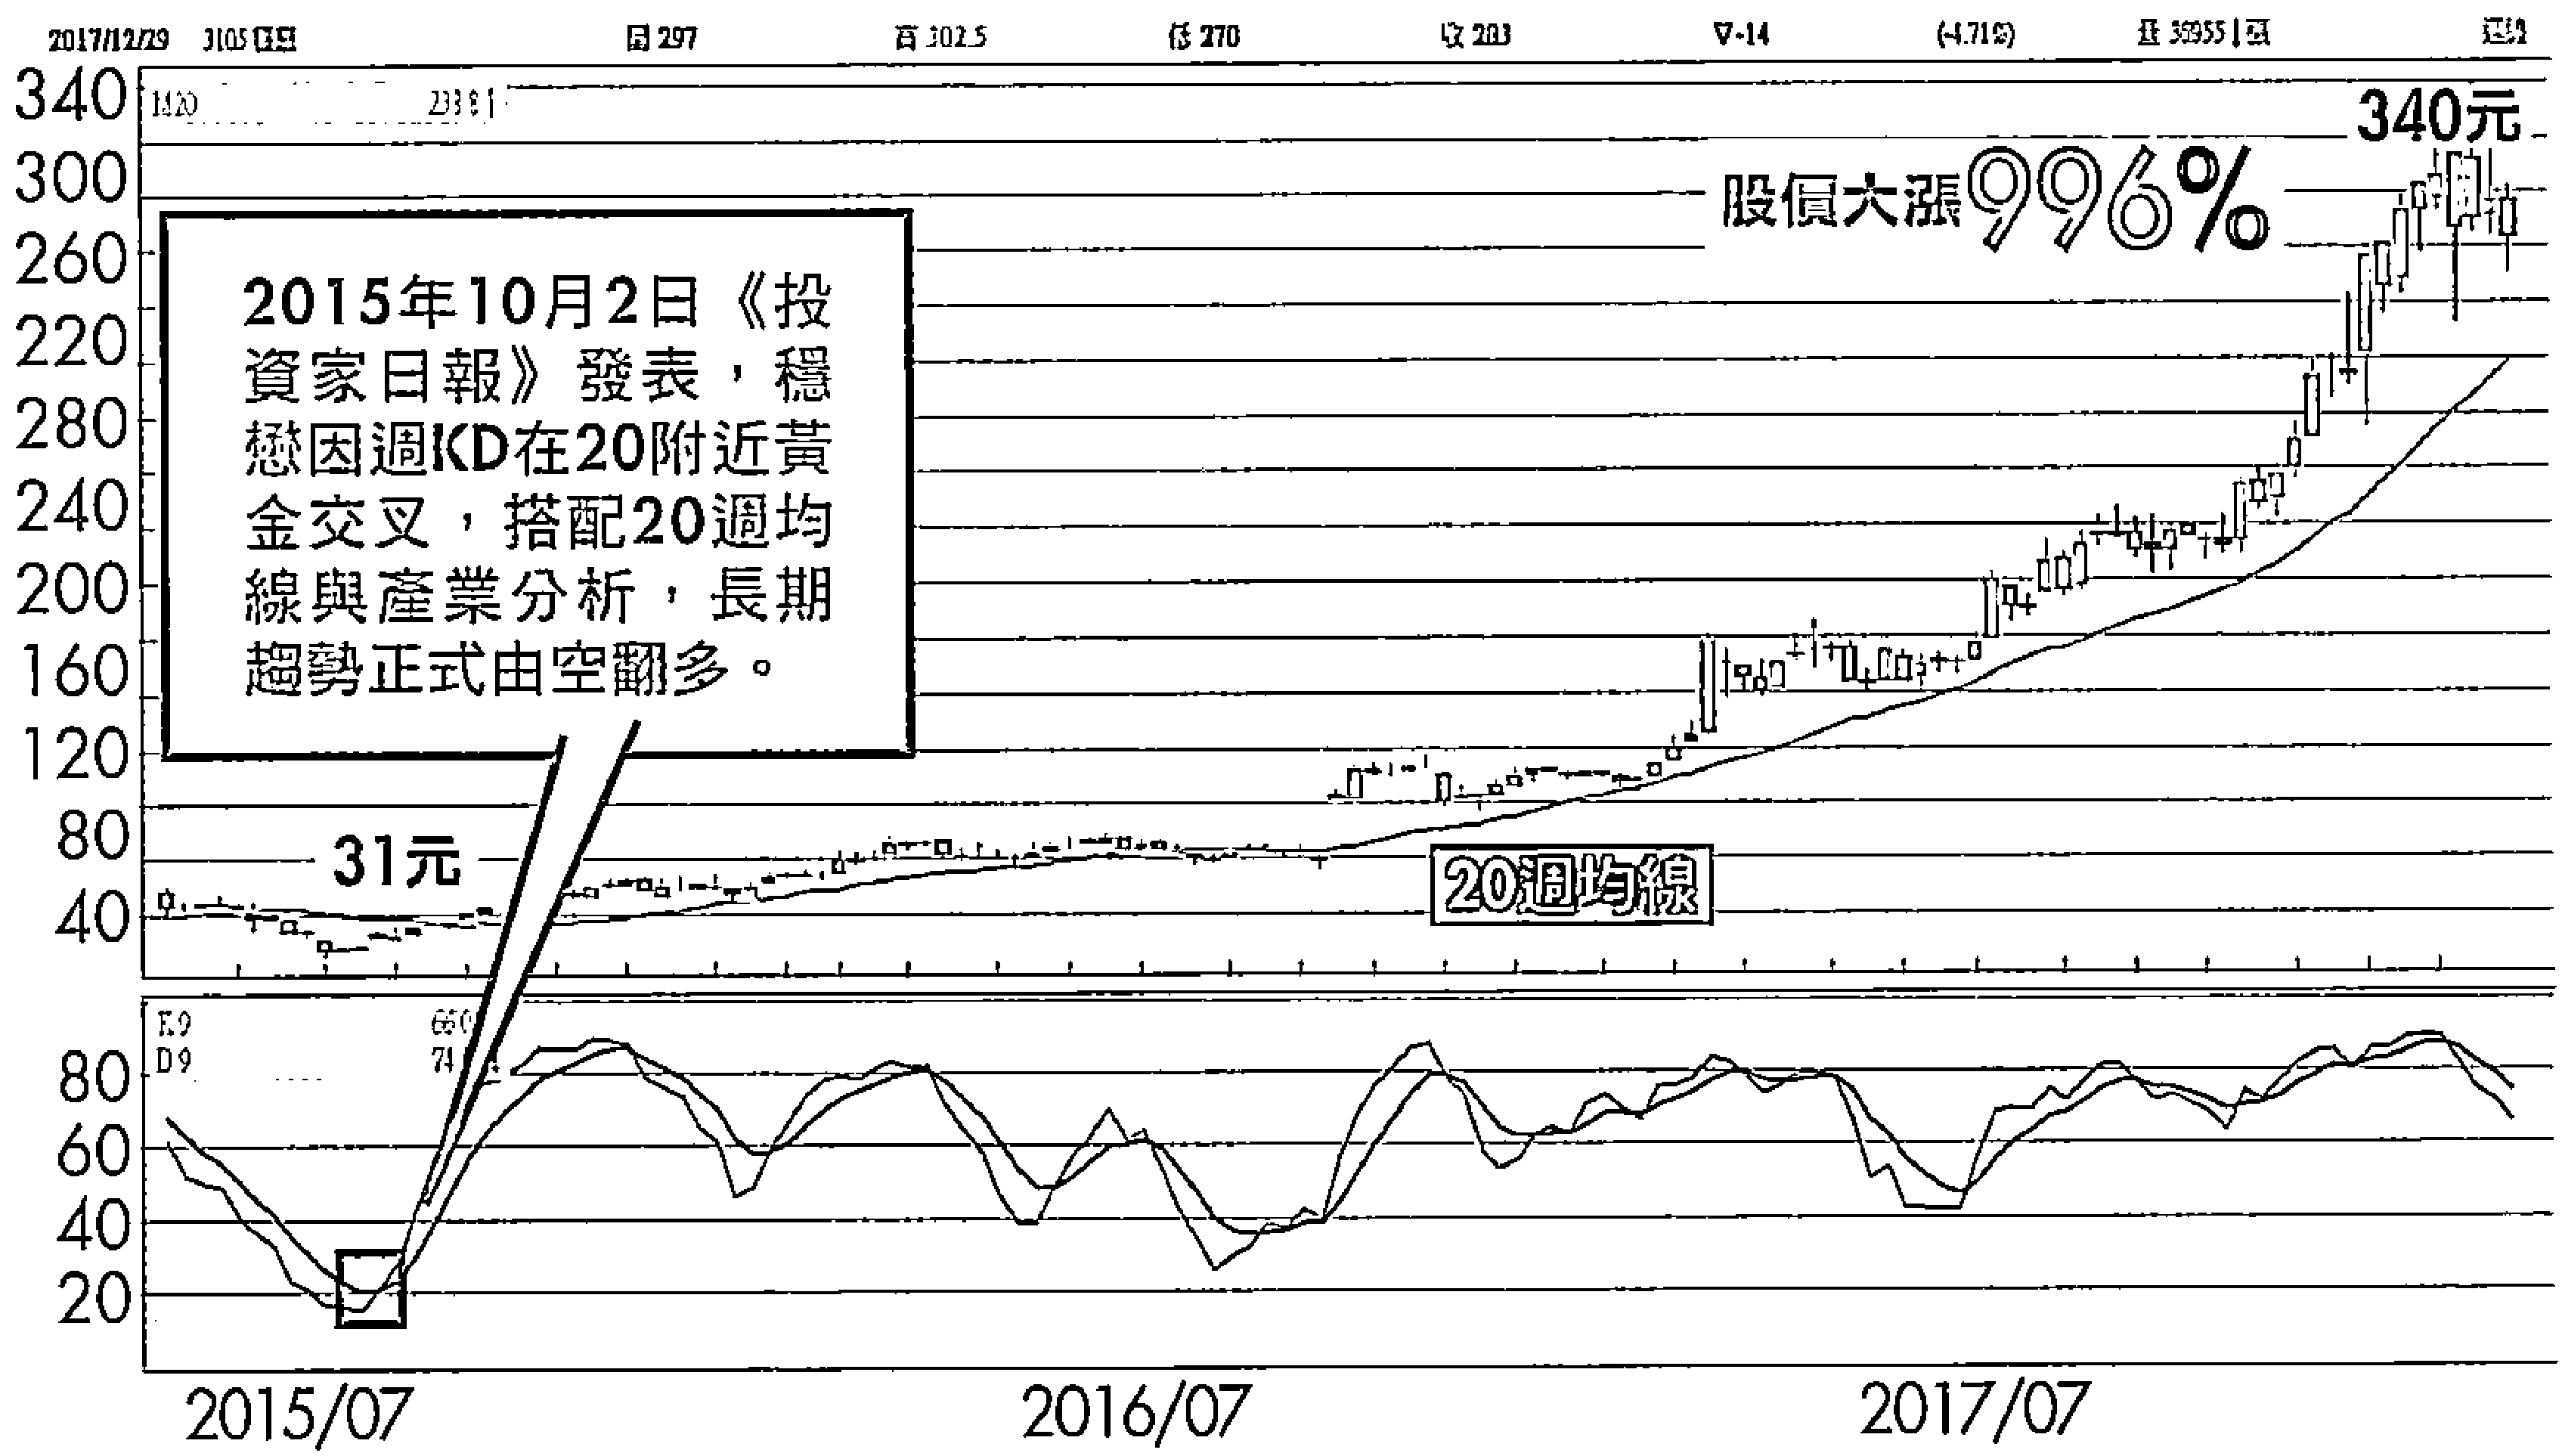 2017/12/29 3105 開 297 高 302.5 低 270 收 283 ▽-14 (-4.71%)
340
300
260
220
280
240
200
160
120
80
40
340元
股價大漲996%
2015年10月2日《投
資家日報》發表，穩
懋因週KD在20附近黃
金交叉，搭配20週均
線與產業分析，長期
趨勢正式由空翻多。
31元
20週均線
K9
D9
80
60
40
20
2015/07
2016/07
2017/07